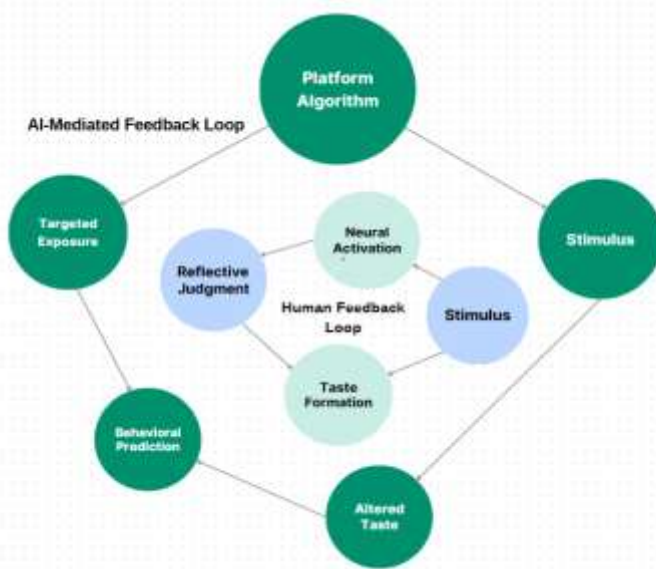 Platform
Algorithm
AI-Mediated Feedback Loop
Targeted
Exposure
Neural
Activation
Stimulus
Reflective
Judgment
Human Feedback
Loop
Stimulus
Taste
Formation
Behavioral
Prodiction
Altered
Taste